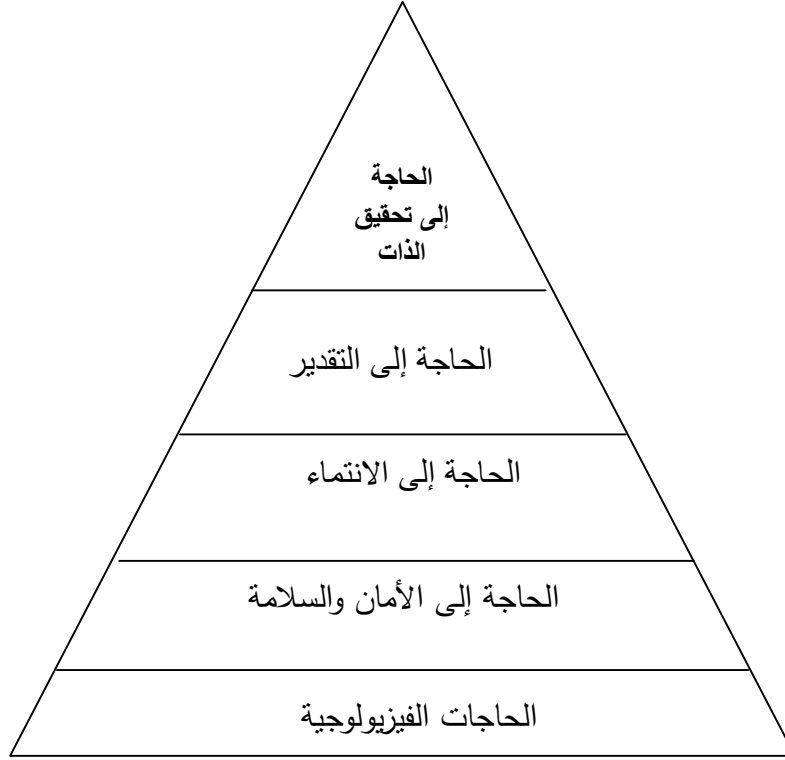 الحاجة
إلى تحقيق
الذات
الحاجة إلى التقدير
الحاجة إلى الانتماء
الحاجة إلى الأمان والسلامة
الحاجات الفيزيولوجية